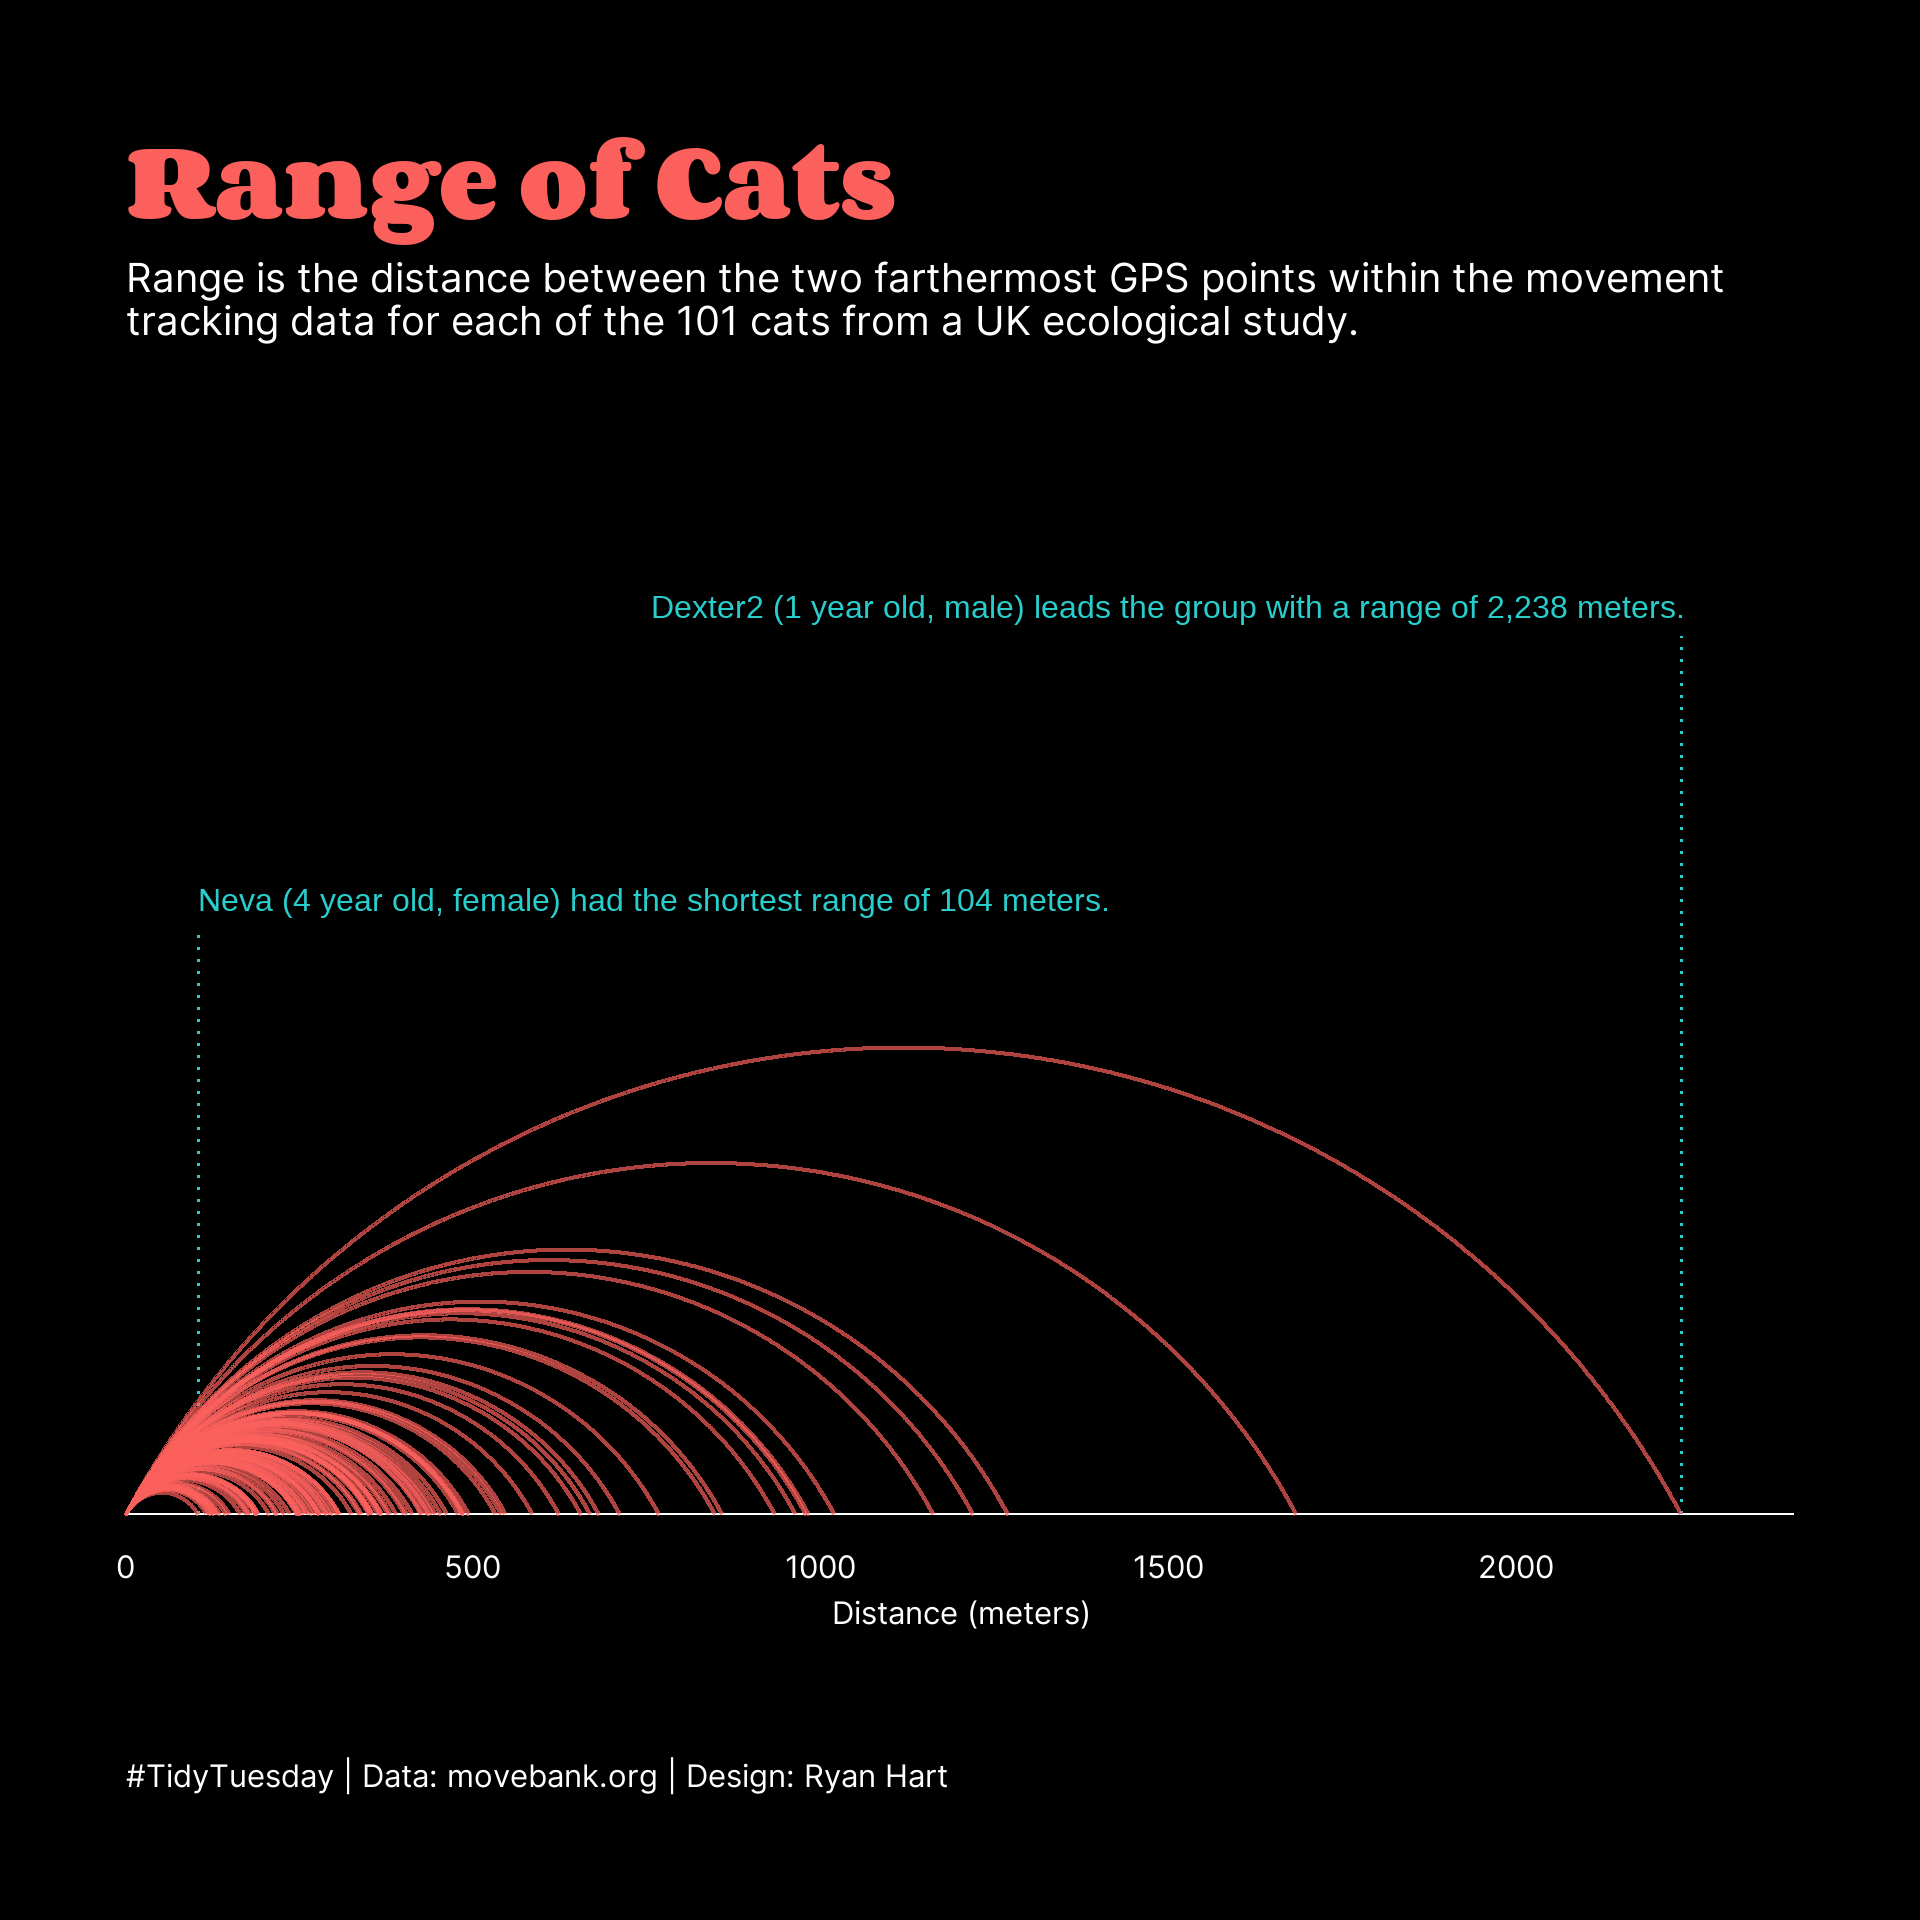 Range of Cats
Range is the distance between the two farthermost GPS points within the movement
tracking data for each of the 101 cats from a UK ecological study.
Dexter2 (1 year old, male) leads the group with a range of 2,238 meters.
Neva (4 year old, female) had the shortest range of 104 meters.
0 500 1000 1500 2000
Distance (meters)
#TidyTuesday | Data: movebank.org | Design: Ryan Hart